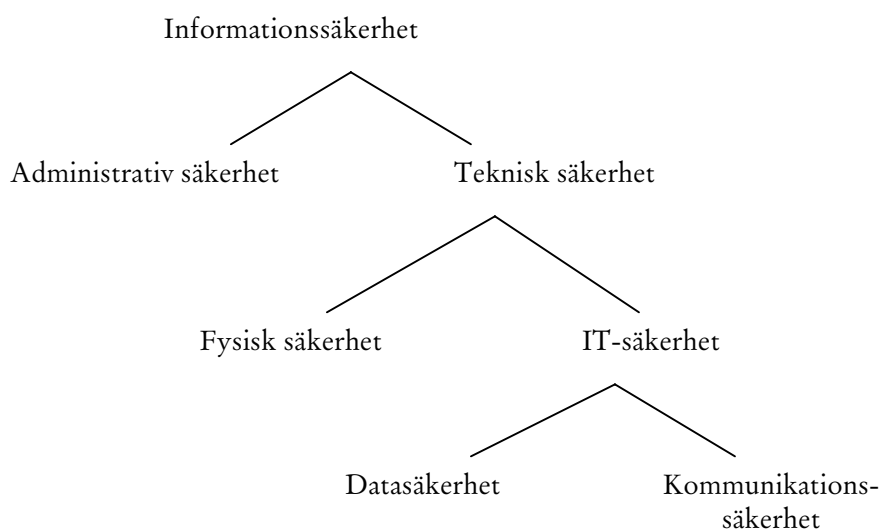 Informationssäkerhet
Administrativ säkerhet
Teknisk säkerhet
Fysisk säkerhet
IT-säkerhet
Datasäkerhet
Kommunikations-
säkerhet